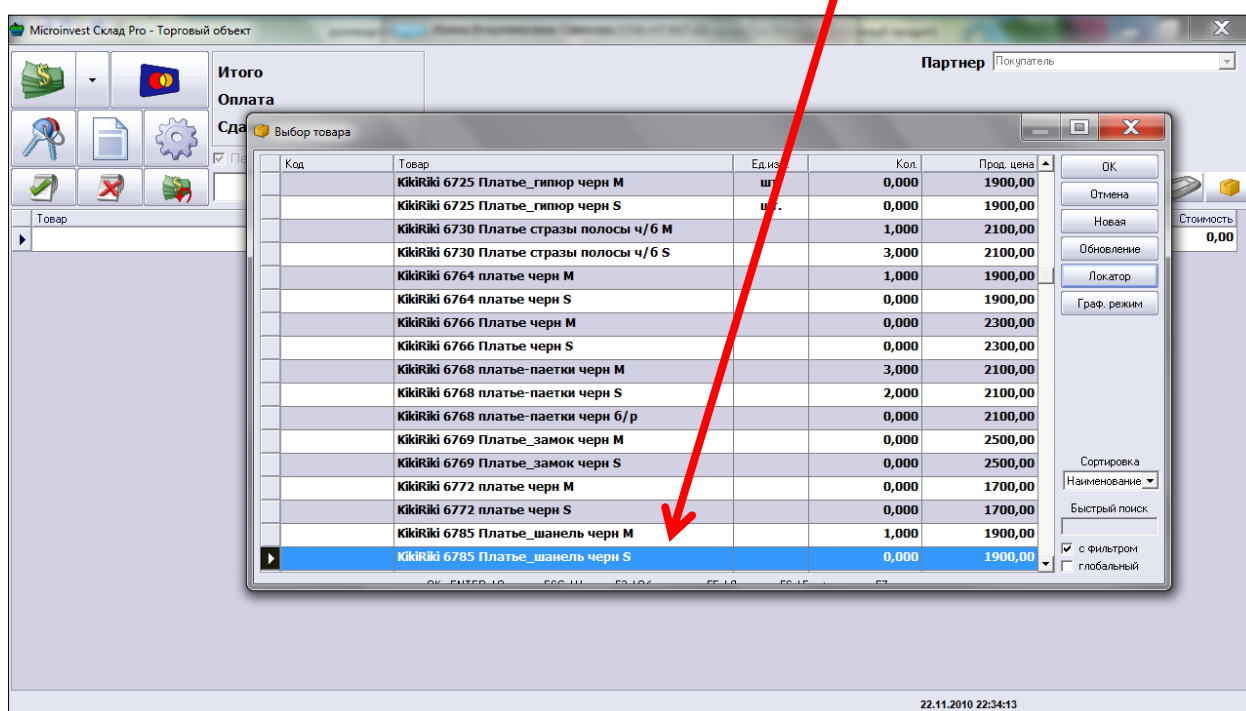 Microinvest Склад Pro - Торговый объект
Итого
Оплата
Сда
Партнер Покупатель
Выбор товара
Код Товар Кол. Прод. цена
KikiRiki 6725 Платье_гипюр черн M 0,000 1900,00
KikiRiki 6725 Платье_гипюр черн S 0,000 1900,00
KikiRiki 6730 Платье стразы полосы ч/б M 1,000 2100,00
KikiRiki 6730 Платье стразы полосы ч/б S 3,000 2100,00
KikiRiki 6764 платье черн M 1,000 1900,00
KikiRiki 6764 платье черн S 0,000 1900,00
KikiRiki 6766 Платье черн M 0,000 2300,00
KikiRiki 6766 Платье черн S 0,000 2300,00
KikiRiki 6768 платье-паетки черн M 3,000 2100,00
KikiRiki 6768 платье-паетки черн S 2,000 2100,00
KikiRiki 6768 платье-паетки черн б/р 0,000 2100,00
KikiRiki 6769 Платье_замок черн M 0,000 2500,00
KikiRiki 6769 Платье_замок черн S 0,000 2500,00
KikiRiki 6772 платье черн M 0,000 1700,00
KikiRiki 6772 платье черн S 0,000 1700,00
KikiRiki 6785 Платье_шанель черн M 1,000 1900,00
KikiRiki 6785 Платье_шанель черн S 0,000 1900,00
OK
Отмена
Новая
Обновление
Локатор
Граф. режим
Сортировка
Наименование
Быстрый поиск
с фильтром
глобальный
Товар
Стоимость
0,00
22.11.2010 22:34:13